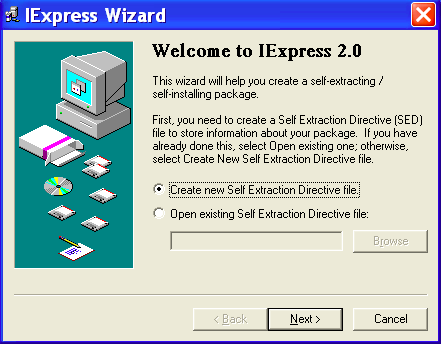 IExpress Wizard
Welcome to IExpress 2.0
This wizard will help you create a self-extracting /
self-installing package.
First, you need to create a Self Extraction Directive (SED)
file to store information about your package.  If you have
already done this, select Open existing one; otherwise,
select Create New Self Extraction Directive file.
Create new Self Extraction Directive file.
Open existing Self Extraction Directive file:
Browse
< Back
Next >
Cancel